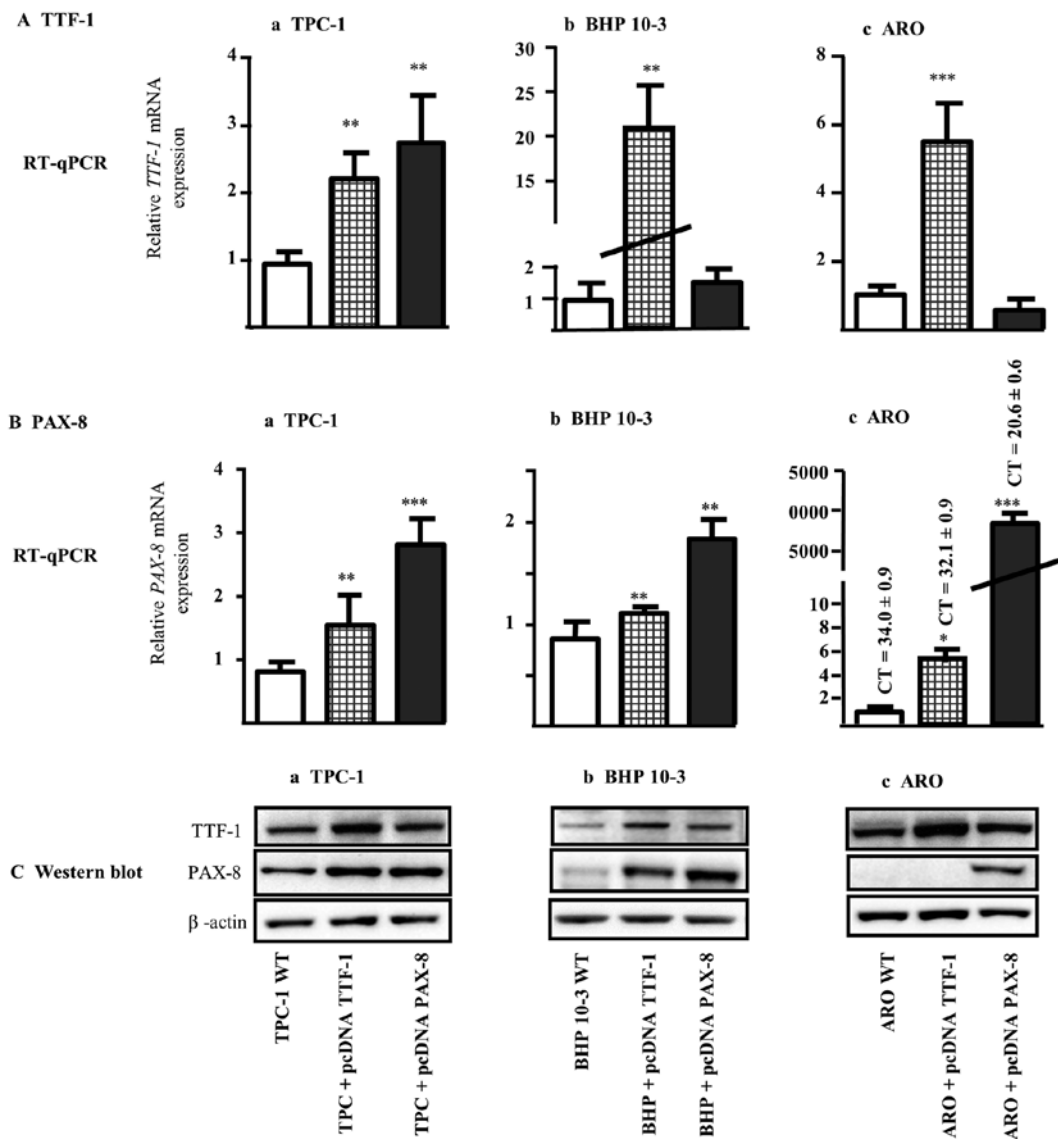 A TTF-1
a TPC-1
b BHP 10-3
c ARO
RT-qPCR
Relative TTF-1 mRNA
expression
4
3
2
1
**
**
30
25
20
15
2
1
**
8
6
4
2
***
B PAX-8
a TPC-1
b BHP 10-3
c ARO
RT-qPCR
Relative PAX-8 mRNA
expression
4
3
2
1
**
***
2
1
**
**
5000
0000
5000
10
8
6
4
2
CT = 34.0 ± 0.9
* CT = 32.1 ± 0.9
*** CT = 20.6 ± 0.6
a TPC-1
b BHP 10-3
c ARO
C Western blot
TTF-1
PAX-8
β -actin
TPC-1 WT
TPC + pcDNA TTF-1
TPC + pcDNA PAX-8
BHP 10-3 WT
BHP + pcDNA TTF-1
BHP + pcDNA PAX-8
ARO WT
ARO + pcDNA TTF-1
ARO + pcDNA PAX-8